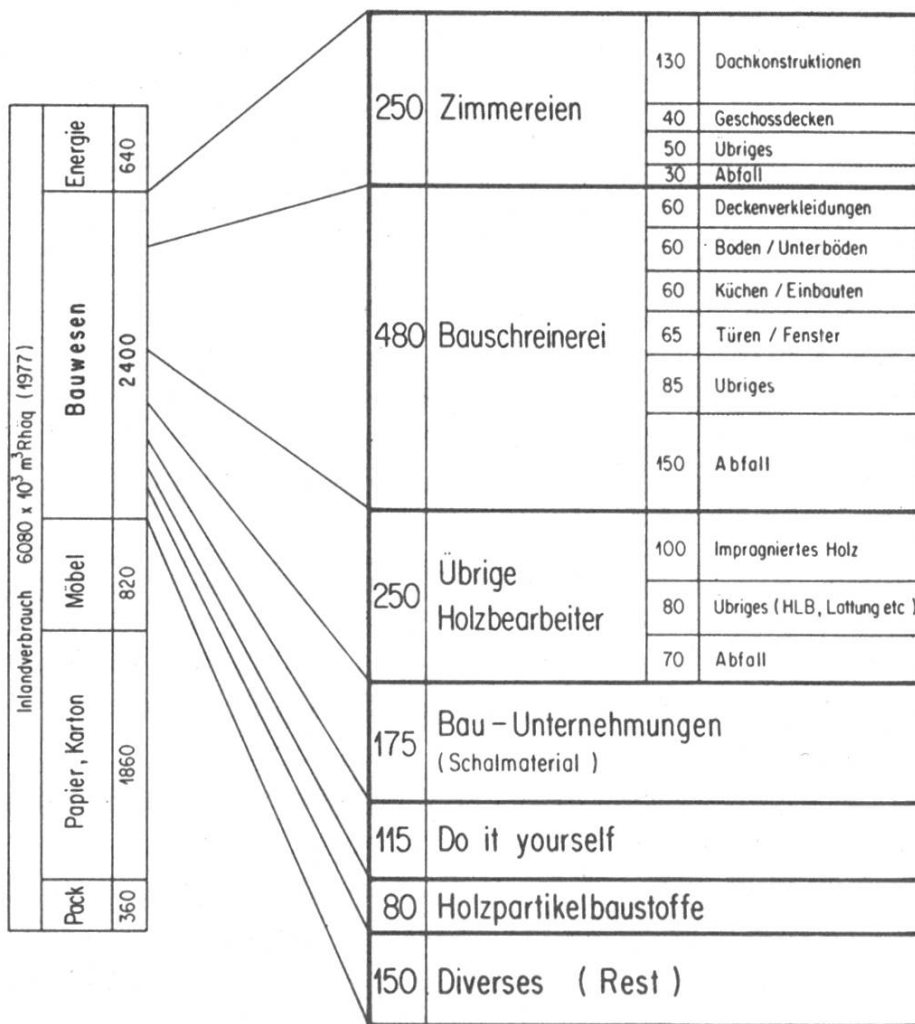 Inlandverbrauch 6080 x 10³ m³Rhäq (1977)
Energie 640
Bauwesen 2400
Möbel 820
Papier, Karton 1860
Pack 360
250 Zimmereien
130 Dachkonstruktionen
40 Geschossdecken
50 Übriges
30 Abfall
480 Bauschreinerei
60 Deckenverkleidungen
60 Boden / Unterböden
60 Küchen / Einbauten
65 Türen / Fenster
85 Übriges
150 Abfall
250 Übrige
Holzbearbeiter
100 Impragniertes Holz
80 Übriges (HLB, Lattung etc)
70 Abfall
175 Bau-Unternehmungen
(Schalmaterial)
115 Do it yourself
80 Holzpartikelbaustoffe
150 Diverses (Rest)